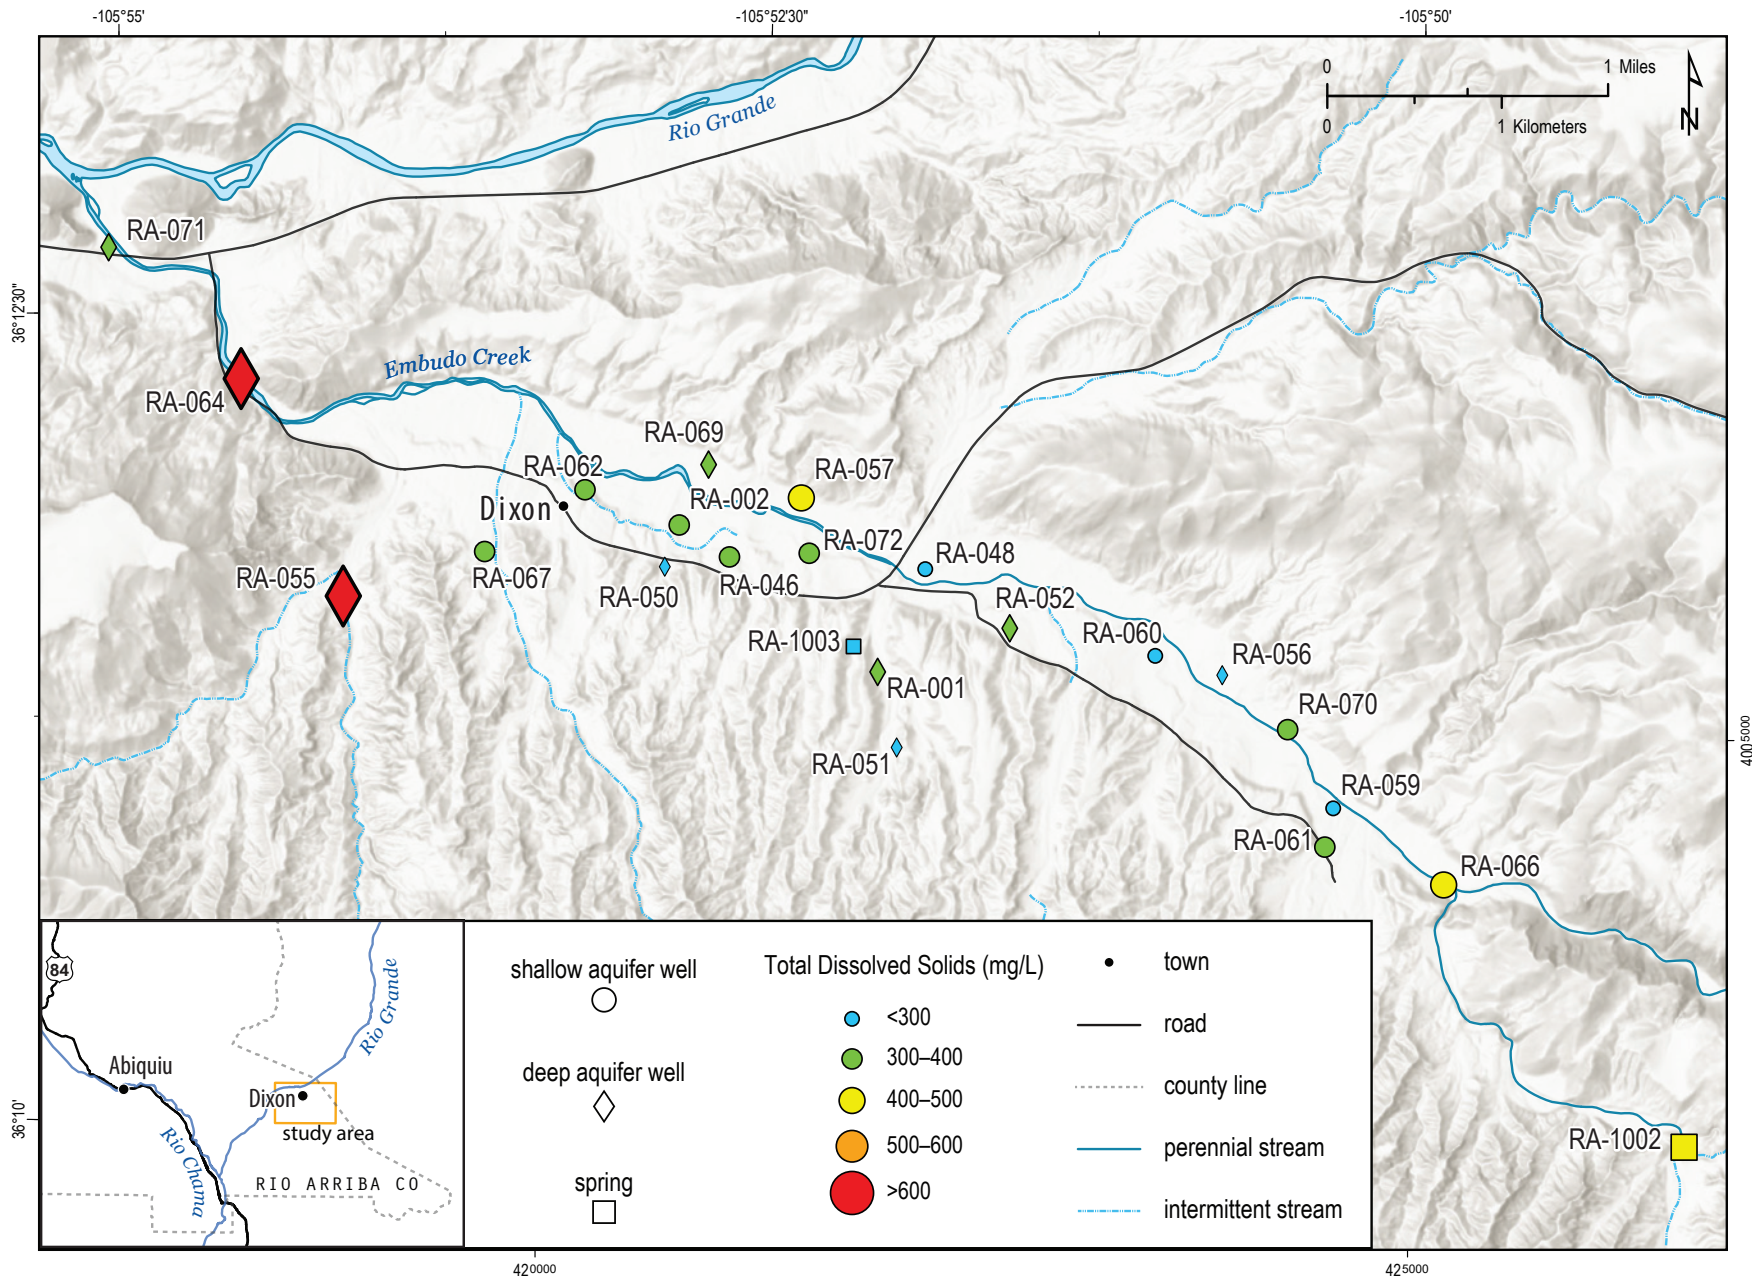 -105°55'
-105°52'30"
-105°50'
0
1 Miles
0
1 Kilometers
N
Rio Grande
RA-071
36°12'30"
Embudo Creek
RA-064
RA-069
RA-062
RA-057
RA-002
Dixon
RA-072
RA-048
RA-055
RA-067
RA-050
RA-046
RA-052
RA-1003
RA-060
RA-056
RA-001
RA-070
RA-051
4005000
RA-059
RA-061
RA-066
RA-1002
36°10'
84
Rio Grande
Abiquiu
Dixon
study area
Rio Chama
RIO ARRIBA CO
shallow aquifer well
deep aquifer well
spring
Total Dissolved Solids (mg/L)
<300
300–400
400–500
500–600
>600
town
road
county line
perennial stream
intermittent stream
420000
425000